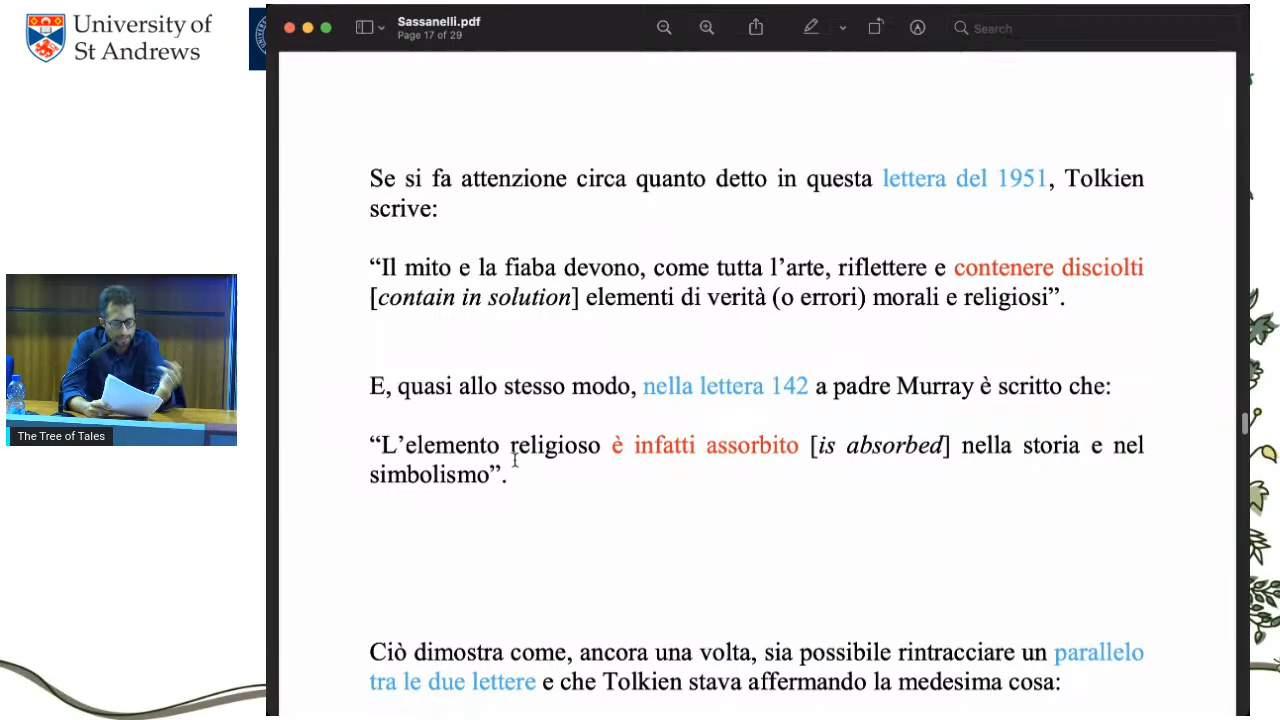 University of
St Andrews
Sassanelli.pdf
Page 17 of 29
Search
Se si fa attenzione circa quanto detto in questa lettera del 1951, Tolkien
scrive:
“Il mito e la fiaba devono, come tutta l’arte, riflettere e contenere disciolti
[contain in solution] elementi di verità (o errori) morali e religiosi”.
E, quasi allo stesso modo, nella lettera 142 a padre Murray è scritto che:
“L’elemento religioso è infatti assorbito [is absorbed] nella storia e nel
simbolismo”.
The Tree of Tales
Ciò dimostra come, ancora una volta, sia possibile rintracciare un parallelo
tra le due lettere e che Tolkien stava affermando la medesima cosa: